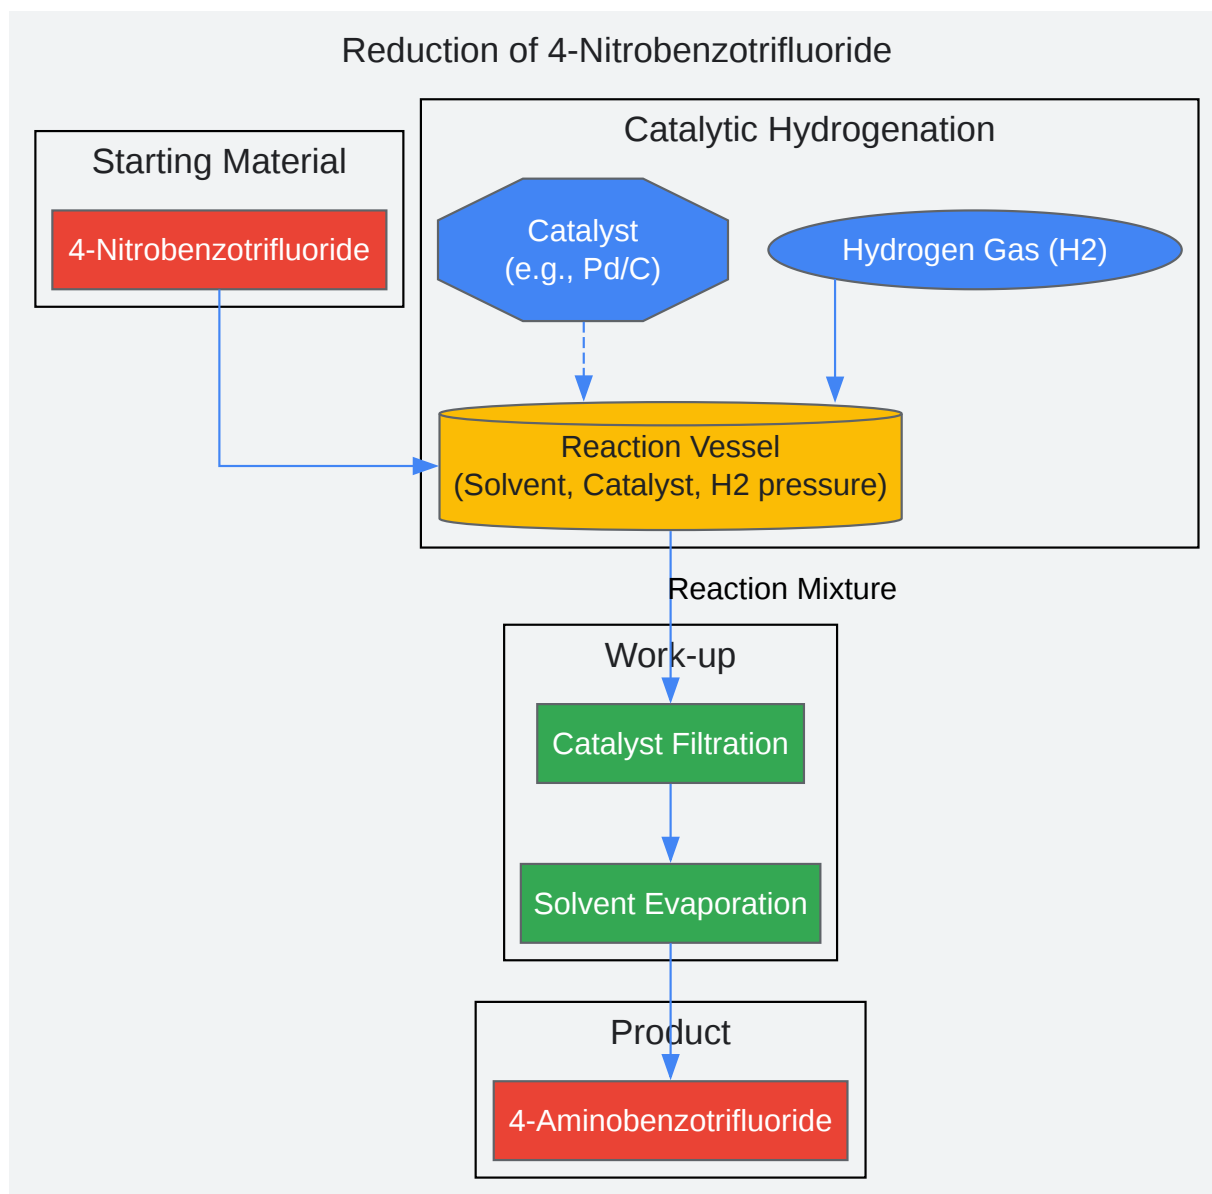 Reduction of 4-Nitrobenzotrifluoride
Starting Material
4-Nitrobenzotrifluoride
Catalytic Hydrogenation
Catalyst
(e.g., Pd/C)
Hydrogen Gas (H2)
Reaction Vessel
(Solvent, Catalyst, H2 pressure)
Reaction Mixture
Work-up
Catalyst Filtration
Solvent Evaporation
Product
4-Aminobenzotrifluoride